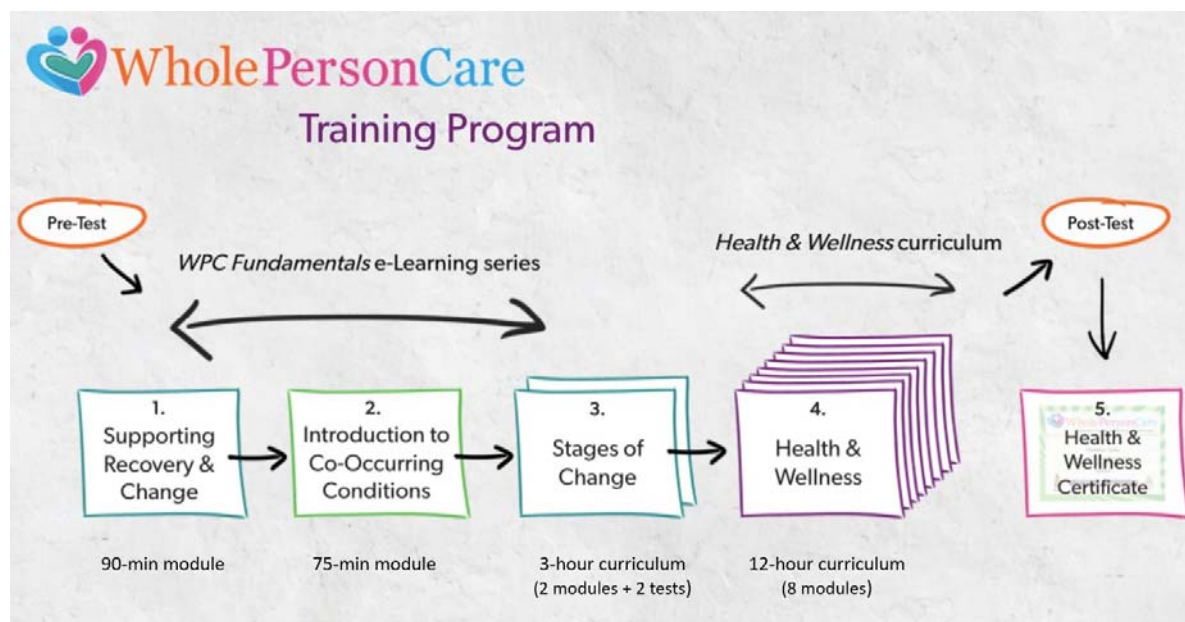 WholePersonCare
Training Program
Pre-Test
WPC Fundamentals e-Learning series
Health & Wellness curriculum
Post-Test
1.
Supporting
Recovery &
Change
2.
Introduction to
Co-Occurring
Conditions
3.
Stages of
Change
4.
Health &
Wellness
5.
WholePersonCare
Health &
Wellness
Certificate
90-min module
75-min module
3-hour curriculum
(2 modules + 2 tests)
12-hour curriculum
(8 modules)